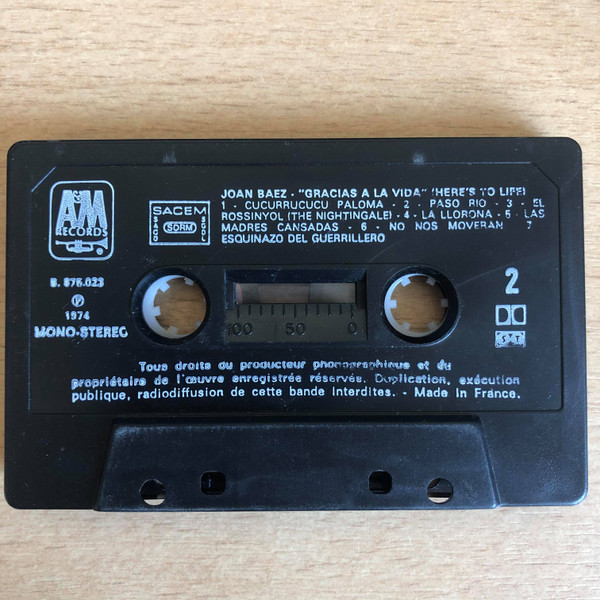 A&M
RECORDS
®
SACEM
SACD
SDRM
SGDL
JOAN BAEZ - "GRACIAS A LA VIDA" (HERE'S TO LIFE)
1 - CUCURRUCUCU PALOMA - 2 - PASO RIO - 3 - EL
ROSSINYOL (THE NIGHTINGALE) - 4 - LA LLORONA - 5 - LAS
MADRES CANSADAS - 6 - NO NOS MOVERAN - 7
ESQUINAZO DEL GUERRILLERO
℗
1974
MONO-STEREO
2
100 50 0
Tous droits du producteur phonographique et du
propriétaire de l'œuvre enregistrée réservés. Duplication, exécution
publique, radiodiffusion de cette bande interdites. - Made in France.